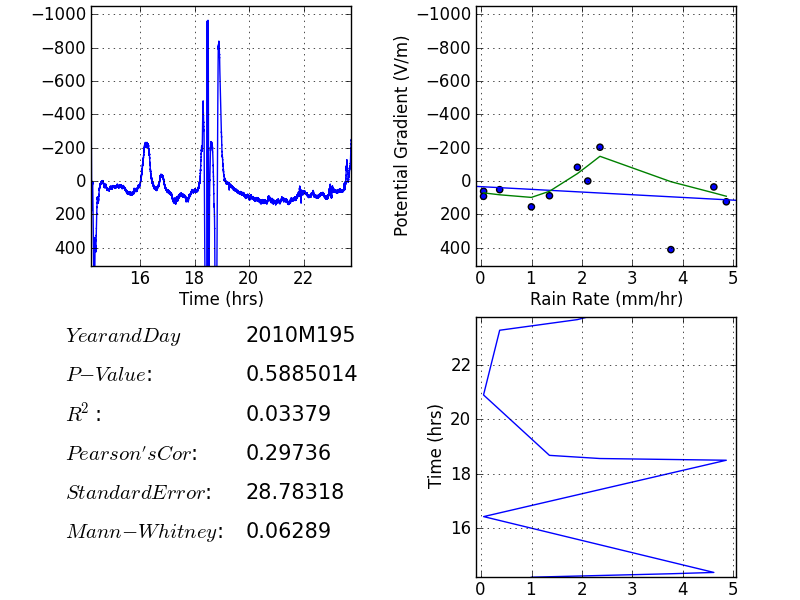 −1000
−800
−600
−400
−200
0
200
400
16 18 20 22
Time (hrs)
Potential Gradient (V/m)
−1000
−800
−600
−400
−200
0
200
400
0 1 2 3 4 5
Rain Rate (mm/hr)
YearandDay 2010M195
P−Value: 0.5885014
R²: 0.03379
Pearson'sCor: 0.29736
StandardError: 28.78318
Mann−Whitney: 0.06289
Time (hrs)
22
20
18
16
0 1 2 3 4 5